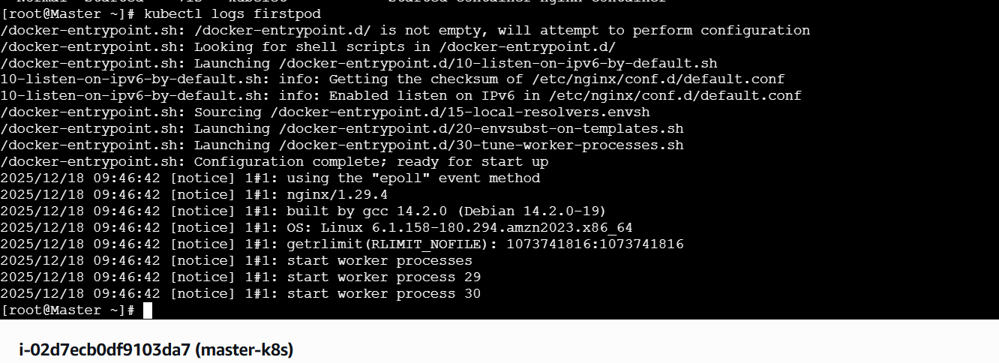 [root@Master ~]# kubectl logs firstpod
/docker-entrypoint.sh: /docker-entrypoint.d/ is not empty, will attempt to perform configuration
/docker-entrypoint.sh: Looking for shell scripts in /docker-entrypoint.d/
/docker-entrypoint.sh: Launching /docker-entrypoint.d/10-listen-on-ipv6-by-default.sh
10-listen-on-ipv6-by-default.sh: info: Getting the checksum of /etc/nginx/conf.d/default.conf
10-listen-on-ipv6-by-default.sh: info: Enabled listen on IPv6 in /etc/nginx/conf.d/default.conf
/docker-entrypoint.sh: Sourcing /docker-entrypoint.d/15-local-resolvers.envsh
/docker-entrypoint.sh: Launching /docker-entrypoint.d/20-envsubst-on-templates.sh
/docker-entrypoint.sh: Launching /docker-entrypoint.d/30-tune-worker-processes.sh
/docker-entrypoint.sh: Configuration complete; ready for start up
2025/12/18 09:46:42 [notice] 1#1: using the "epoll" event method
2025/12/18 09:46:42 [notice] 1#1: nginx/1.29.4
2025/12/18 09:46:42 [notice] 1#1: built by gcc 14.2.0 (Debian 14.2.0-19)
2025/12/18 09:46:42 [notice] 1#1: OS: Linux 6.1.158-180.294.amzn2023.x86_64
2025/12/18 09:46:42 [notice] 1#1: getrlimit(RLIMIT_NOFILE): 1073741816:1073741816
2025/12/18 09:46:42 [notice] 1#1: start worker processes
2025/12/18 09:46:42 [notice] 1#1: start worker process 29
2025/12/18 09:46:42 [notice] 1#1: start worker process 30
[root@Master ~]#
i-02d7ecb0df9103da7 (master-k8s)